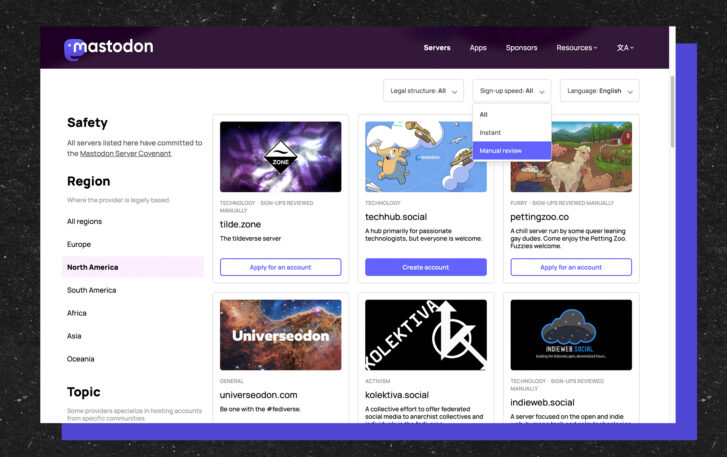 mastodon
Servers
Apps
Sponsors
Resources
文A
Legal structure: All
Sign-up speed: All
Language: English
All
Instant
Manual review
Safety
All servers listed here have committed to
the Mastodon Server Covenant.
Region
Where the provider is legally based.
All regions
Europe
North America
South America
Africa
Asia
Oceania
Topic
Some providers specialize in hosting accounts
from specific communities.
ZONE
TECHNOLOGY · SIGN-UPS REVIEWED
MANUALLY
tilde.zone
The tildeverse server
Apply for an account
mastodon
TECHNOLOGY
techhub.social
A hub primarily for passionate
technologists, but everyone is welcome.
Create account
FURRY · SIGN-UPS REVIEWED MANUALLY
pettingzoo.co
A chill server run by some queer leaning
gay dudes. Come enjoy the Petting Zoo.
Fuzzies welcome.
Apply for an account
Universeodon
GENERAL
universeodon.com
Be one with the #fediverse.
KOLEKTIVA
ACTIVISM
kolektiva.social
A collective effort to offer federated
social media to anarchist collectives and
INDIEWEB.SOCIAL
Building the federated, open, decentralized future..
TECHNOLOGY · SIGN-UPS REVIEWED
MANUALLY
indieweb.social
A server focused on the open and indie